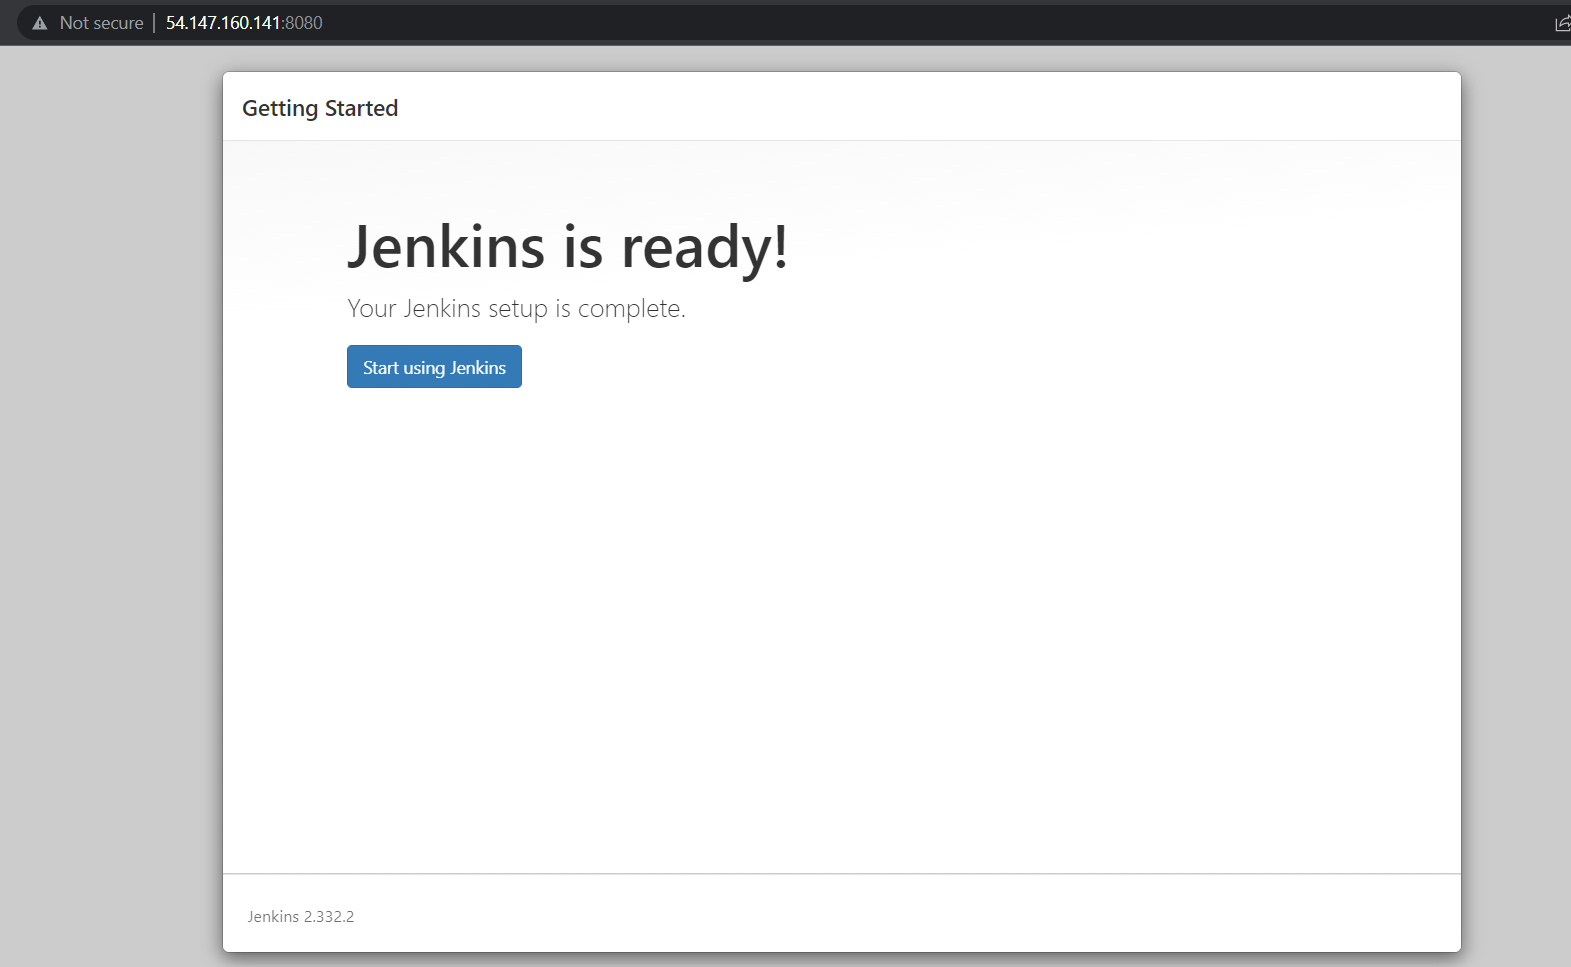 Not secure | 54.147.160.141:8080
Getting Started
Jenkins is ready!
Your Jenkins setup is complete.
Start using Jenkins
Jenkins 2.332.2